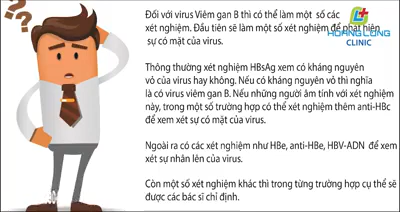 Đối với virus Viêm gan B thì có thể làm một số các
xét nghiệm. Đầu tiên sẽ làm một số xét nghiệm để phát hiện
sự có mặt của virus.
HOANG LONG
CLINIC
Thông thường xét nghiệm HBsAg xem có kháng nguyên
vỏ của virus hay không. Nếu có kháng nguyên vỏ thì nghĩa
là có virus viêm gan B. Nếu những người âm tính với xét nghiệm
này, trong một số trường hợp có thể xét nghiệm thêm anti-HBc
để xem xét sự có mặt của virus.
Ngoài ra có các xét nghiệm như HBe, anti-HBe, HBV-ADN để xem
xét sự nhân lên của virus.
Còn một số xét nghiệm khác thì trong từng trường hợp cụ thể sẽ
được các bác sĩ chỉ định.